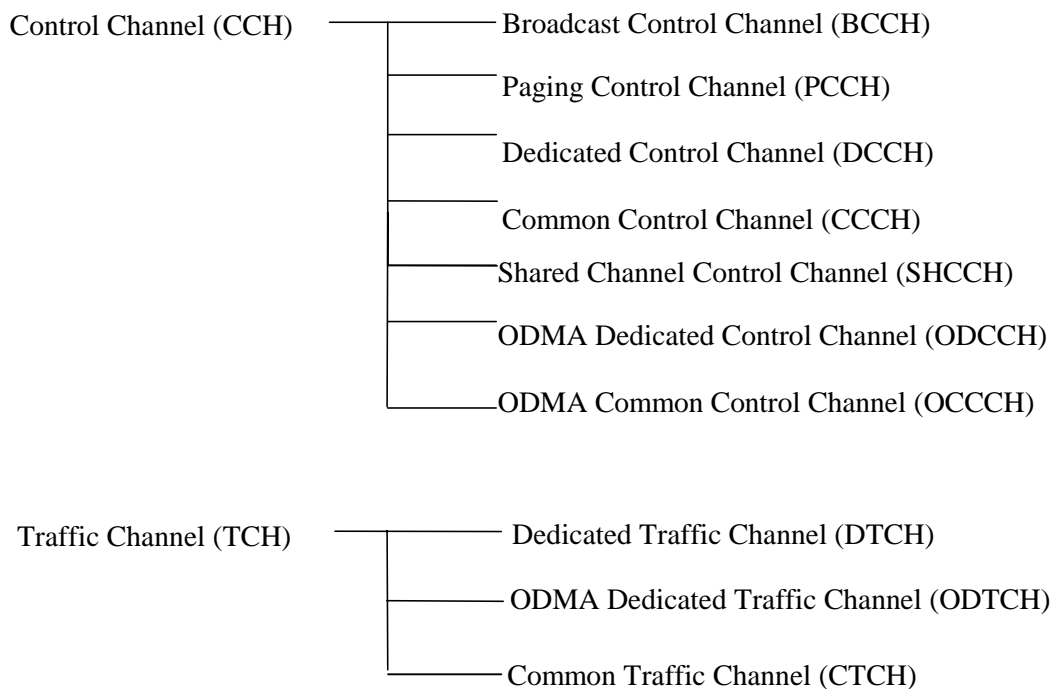 Control Channel (CCH)
Broadcast Control Channel (BCCH)
Paging Control Channel (PCCH)
Dedicated Control Channel (DCCH)
Common Control Channel (CCCH)
Shared Channel Control Channel (SHCCH)
ODMA Dedicated Control Channel (ODCCH)
ODMA Common Control Channel (OCCCH)
Traffic Channel (TCH)
Dedicated Traffic Channel (DTCH)
ODMA Dedicated Traffic Channel (ODTCH)
Common Traffic Channel (CTCH)